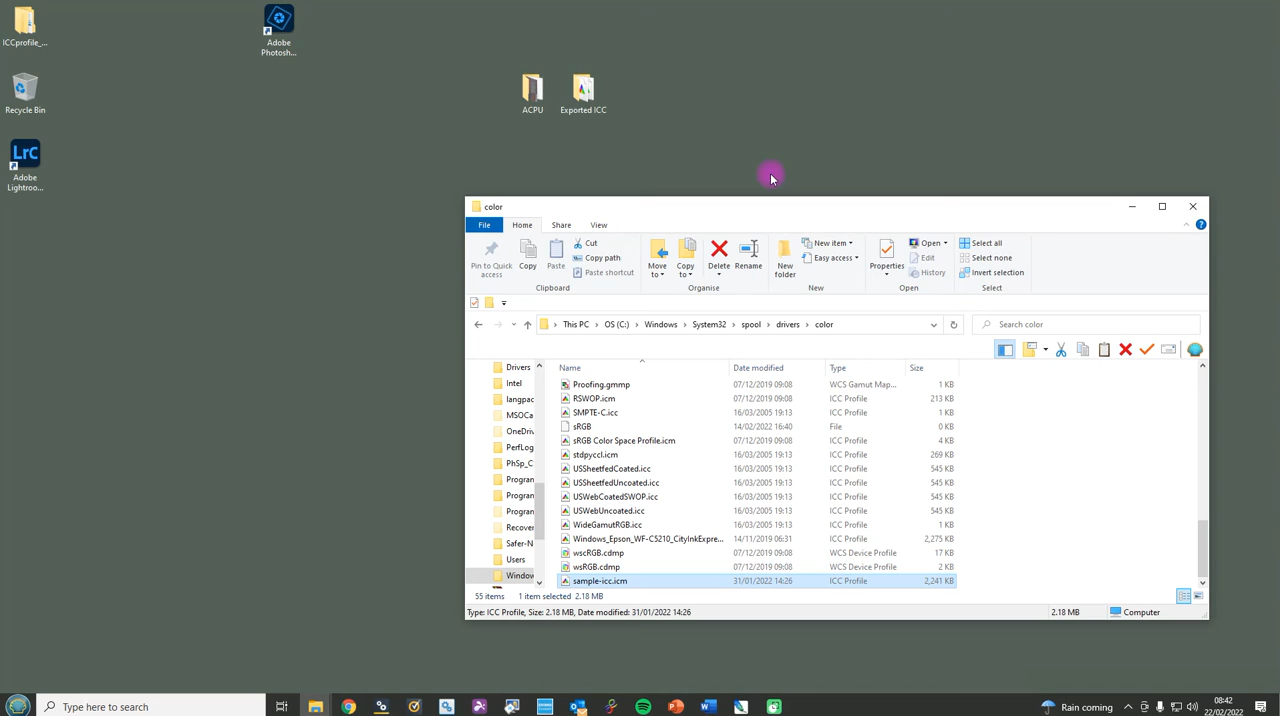 ICCprofile_...
Adobe
Photosh...
Recycle Bin
ACPU
Exported ICC
Lrc
Adobe
Lightroo...
color
File
Home
Share
View
Pin to Quick
access
Copy
Paste
Cut
Copy path
Paste shortcut
Clipboard
Move
to
Copy
to
Delete
Rename
Organise
New
folder
New item
Easy access
New
Properties
Open
Edit
History
Open
Select all
Select none
Invert selection
Select
This PC > OS (C:) > Windows > System32 > spool > drivers > color
Search color
Drivers
Intel
langpac
MSOCa
OneDriv
PerfLog
PhSp_C
Program
Program
Program
Recover
Safer-N
Users
Window
Name Date modified Type Size
Proofing.gmmp 07/12/2019 09:08 WCS Gamut Map... 1 KB
RSWOP.icm 07/12/2019 09:08 ICC Profile 213 KB
SMPTE-C.icc 16/03/2005 19:13 ICC Profile 1 KB
sRGB 14/02/2022 16:40 File 0 KB
sRGB Color Space Profile.icm 07/12/2019 09:08 ICC Profile 4 KB
stdpyccl.icm 16/03/2005 19:13 ICC Profile 269 KB
USSheetfedCoated.icc 16/03/2005 19:13 ICC Profile 545 KB
USSheetfedUncoated.icc 16/03/2005 19:13 ICC Profile 545 KB
USWebCoatedSWOP.icc 16/03/2005 19:13 ICC Profile 545 KB
USWebUncoated.icc 16/03/2005 19:13 ICC Profile 545 KB
WideGamutRGB.icc 16/03/2005 19:13 ICC Profile 1 KB
Windows_Epson_WF-C5210_CityInkExpre... 14/11/2019 06:31 ICC Profile 2,275 KB
wscRGB.cdmp 07/12/2019 09:08 WCS Device Profile 17 KB
wsRGB.cdmp 07/12/2019 09:08 WCS Device Profile 2 KB
sample-icc.icm 31/01/2022 14:26 ICC Profile 2,241 KB
55 items 1 item selected 2.18 MB
Type: ICC Profile, Size: 2.18 MB, Date modified: 31/01/2022 14:26
2.18 MB
Computer
Type here to search
Rain coming
08:42
22/02/2022